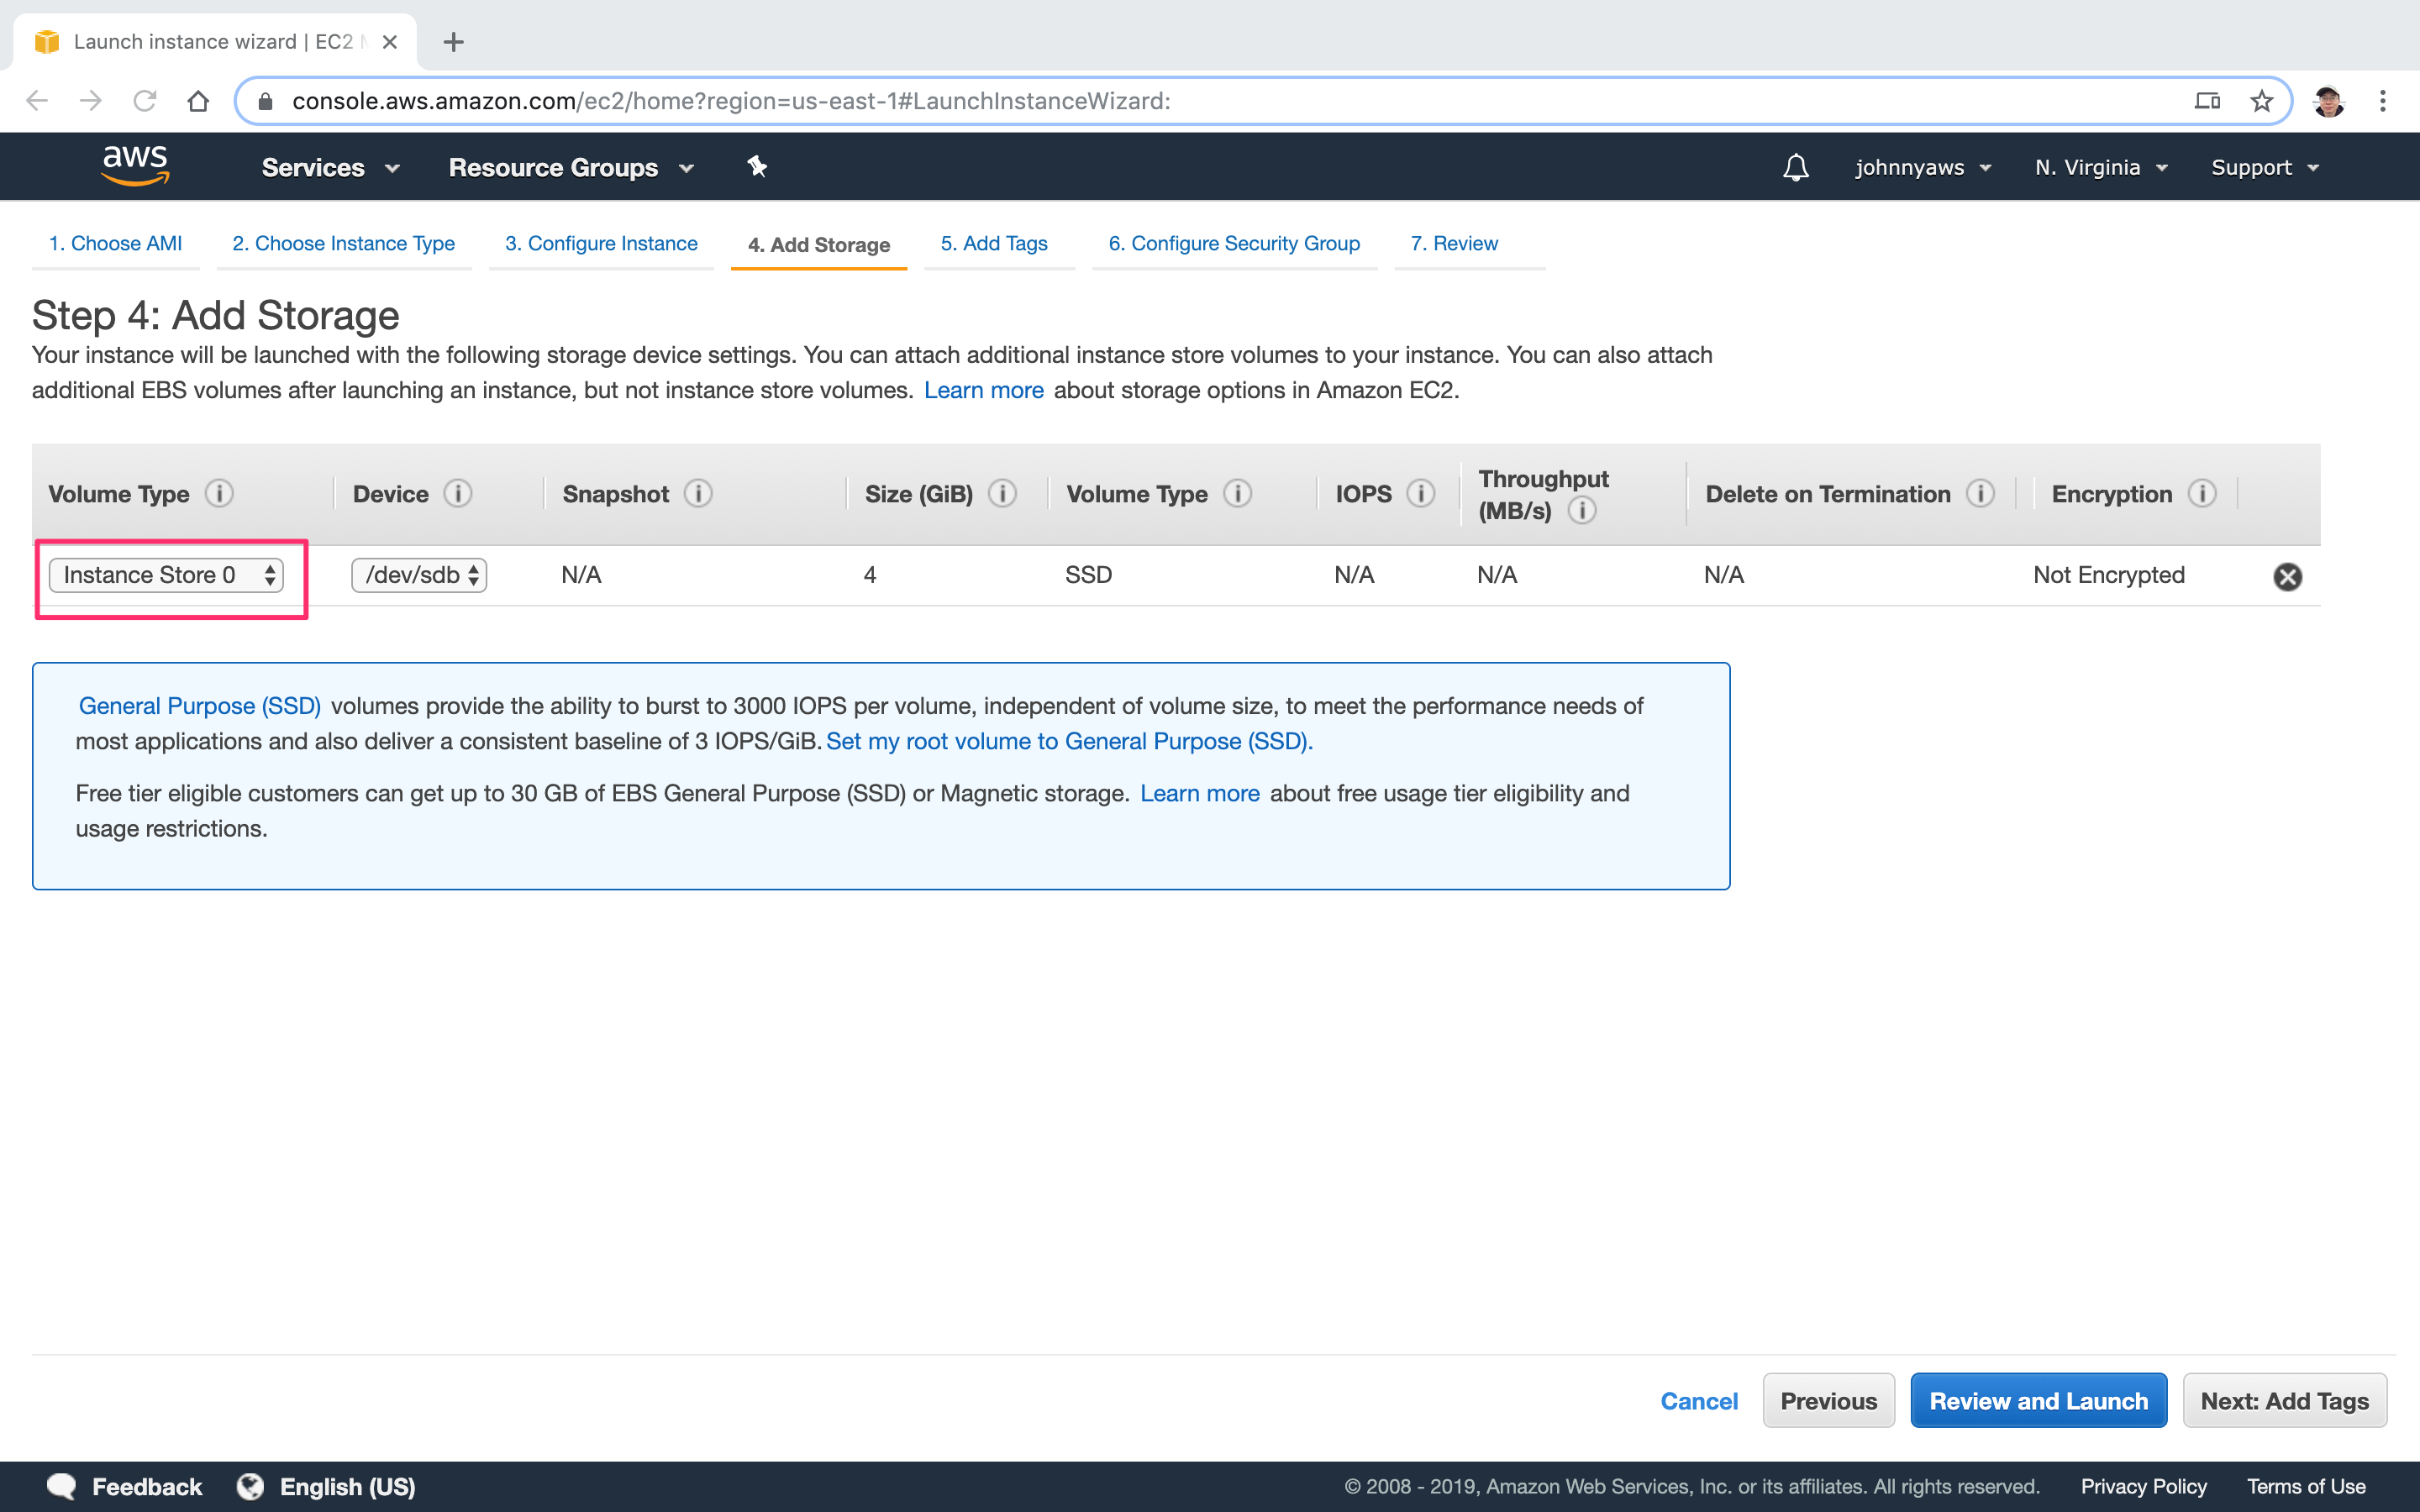 Launch instance wizard | EC2
console.aws.amazon.com/ec2/home?region=us-east-1#LaunchInstanceWizard:
aws Services Resource Groups johnnyaws N. Virginia Support
1. Choose AMI 2. Choose Instance Type 3. Configure Instance 4. Add Storage 5. Add Tags 6. Configure Security Group 7. Review
Step 4: Add Storage
Your instance will be launched with the following storage device settings. You can attach additional instance store volumes to your instance. You can also attach
additional EBS volumes after launching an instance, but not instance store volumes. Learn more about storage options in Amazon EC2.
Volume Type Device Snapshot Size (GiB) Volume Type IOPS Throughput (MB/s) Delete on Termination Encryption
Instance Store 0 /dev/sdb N/A 4 SSD N/A N/A N/A Not Encrypted
General Purpose (SSD) volumes provide the ability to burst to 3000 IOPS per volume, independent of volume size, to meet the performance needs of
most applications and also deliver a consistent baseline of 3 IOPS/GiB. Set my root volume to General Purpose (SSD).
Free tier eligible customers can get up to 30 GB of EBS General Purpose (SSD) or Magnetic storage. Learn more about free usage tier eligibility and
usage restrictions.
Cancel Previous Review and Launch Next: Add Tags
Feedback English (US) © 2008 - 2019, Amazon Web Services, Inc. or its affiliates. All rights reserved. Privacy Policy Terms of Use